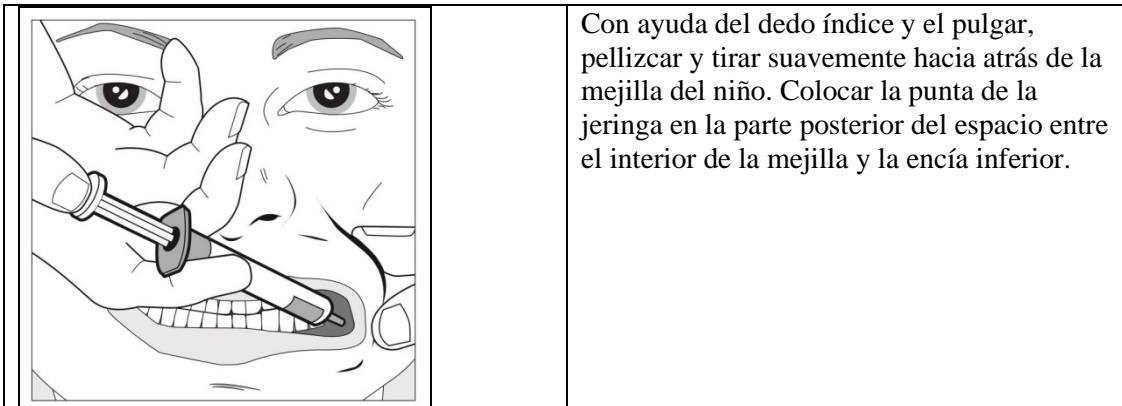 Con ayuda del dedo índice y el pulgar,
pellizcar y tirar suavemente hacia atrás de la
mejilla del niño. Colocar la punta de la
jeringa en la parte posterior del espacio entre
el interior de la mejilla y la encía inferior.